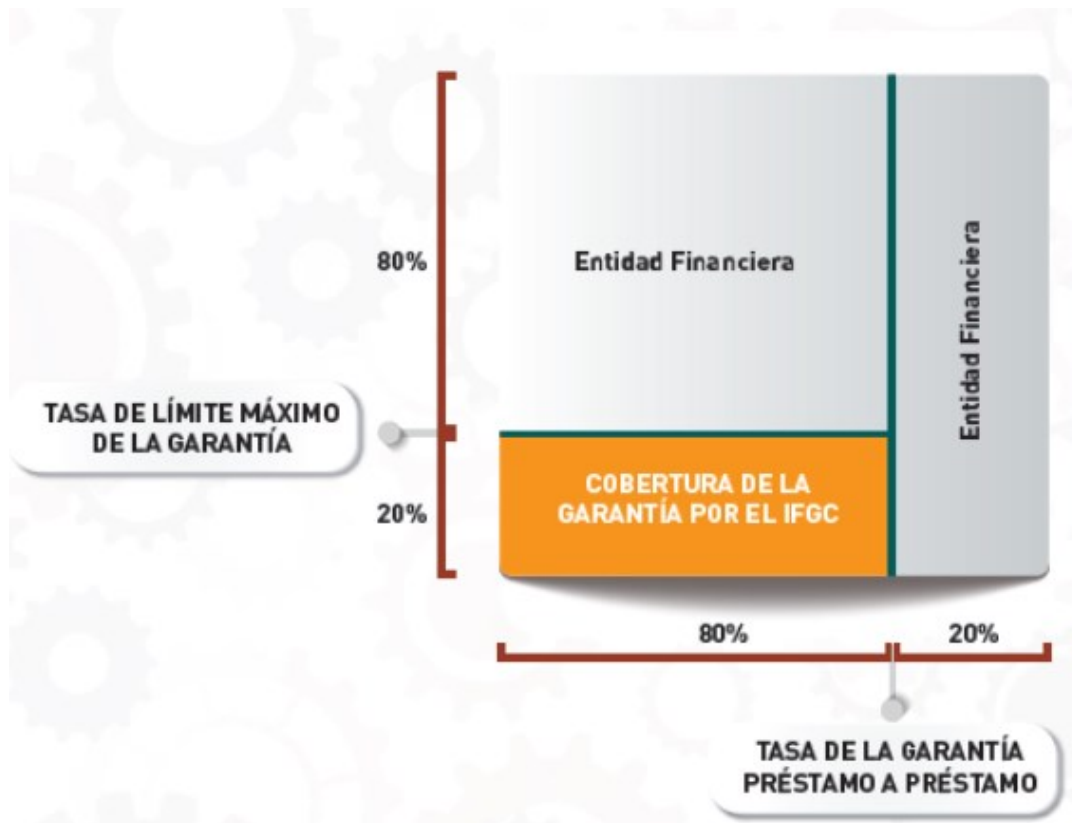 80%
Entidad Financiera
Entidad Financiera
TASA DE LÍMITE MÁXIMO
DE LA GARANTÍA
20%
COBERTURA DE LA
GARANTÍA POR EL IFGC
80%
20%
TASA DE LA GARANTÍA
PRÉSTAMO A PRÉSTAMO